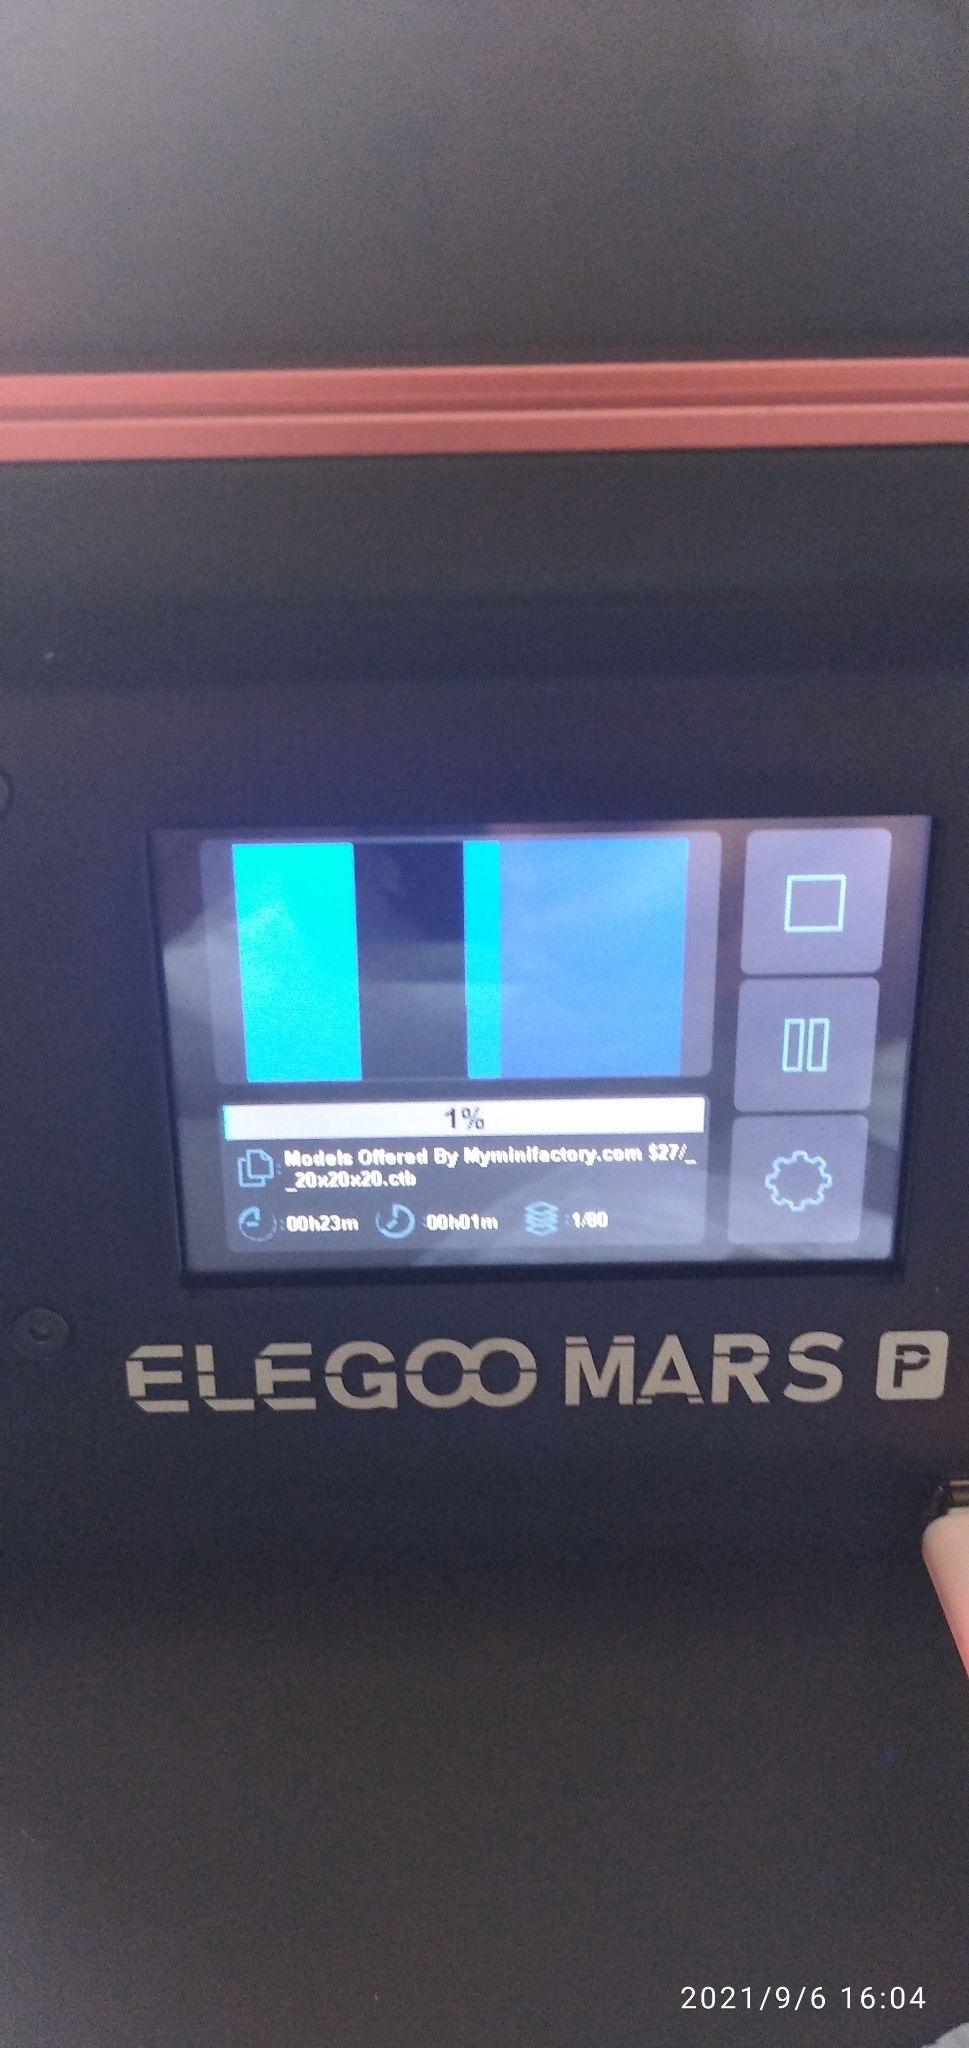 1%
Models Offered By Myminifactory.com $27/_
_20x20x20.ctb
:00h23m :00h01m :1/80
ELEGOO MARS P
2021/9/6 16:04